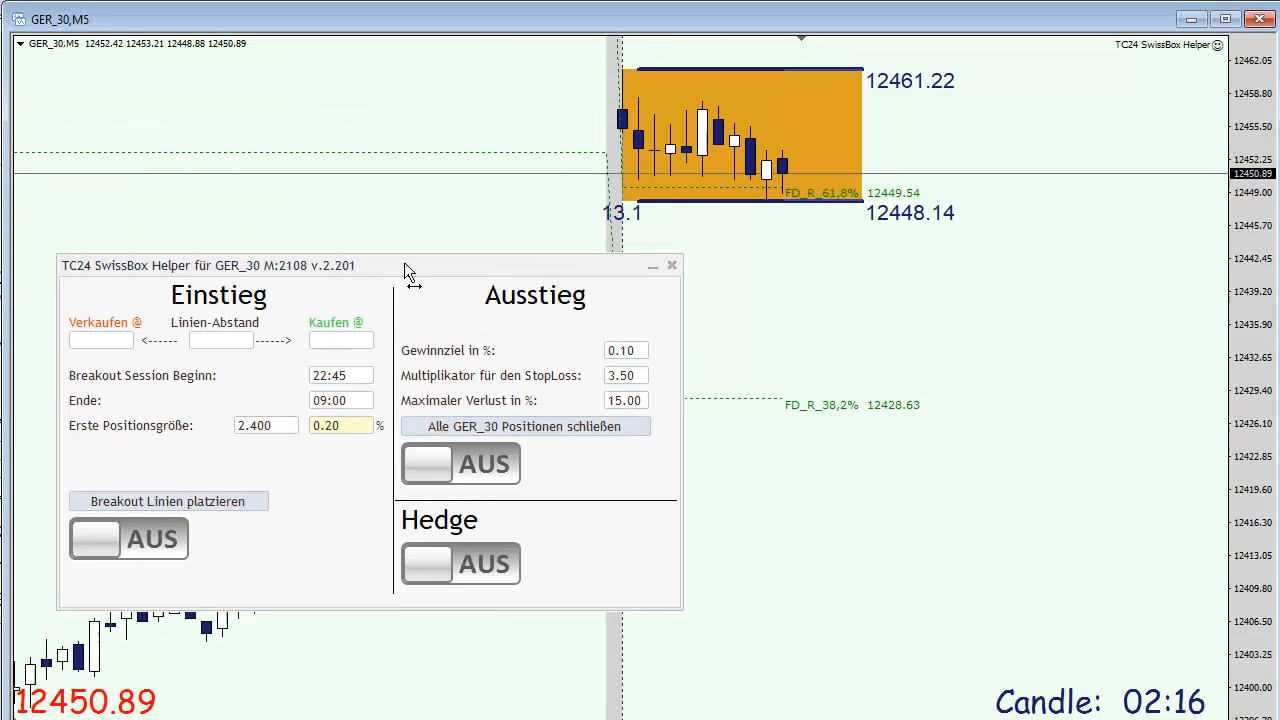 GER_30,M5
GER_30,M5 12452.42 12453.21 12448.88 12450.89
TC24 SwissBox Helper
12462.05
12461.22
12458.80
12455.50
12452.25
12450.89
FD_R_61,8% 12449.54
12449.00
13.1
12448.14
12445.70
12442.45
12439.20
12435.90
12432.65
12429.40
FD_R_38,2% 12428.63
12426.10
12422.85
12419.60
12416.30
12413.05
12409.80
12406.50
12403.25
12400.00
TC24 SwissBox Helper für GER_30 M:2108 v.2.201
Einstieg
Verkaufen @ Linien-Abstand Kaufen @
<------ ------>
Breakout Session Beginn: 22:45
Ende: 09:00
Erste Positionsgröße: 2.400 0.20 %
Breakout Linien platzieren
AUS
Ausstieg
Gewinnziel in %: 0.10
Multiplikator für den StopLoss: 3.50
Maximaler Verlust in %: 15.00
Alle GER_30 Positionen schließen
AUS
Hedge
AUS
12450.89
Candle: 02:16